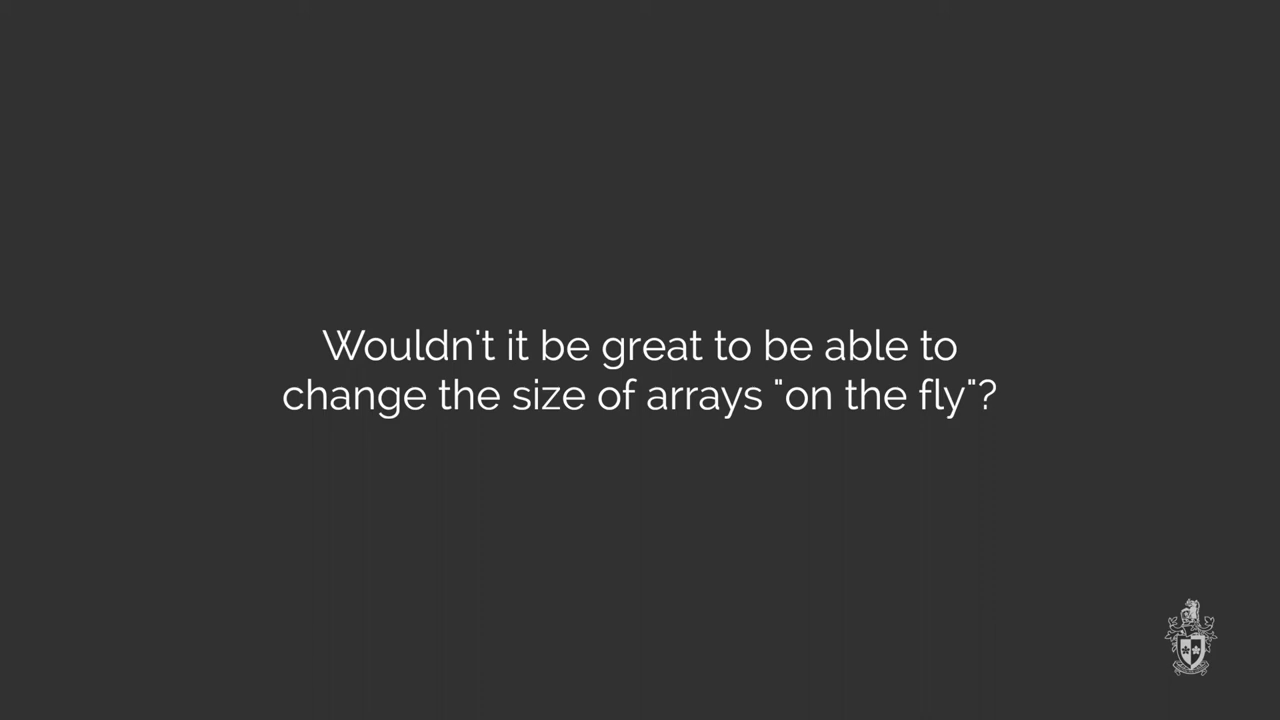 Wouldn't it be great to be able to
change the size of arrays "on the fly"?